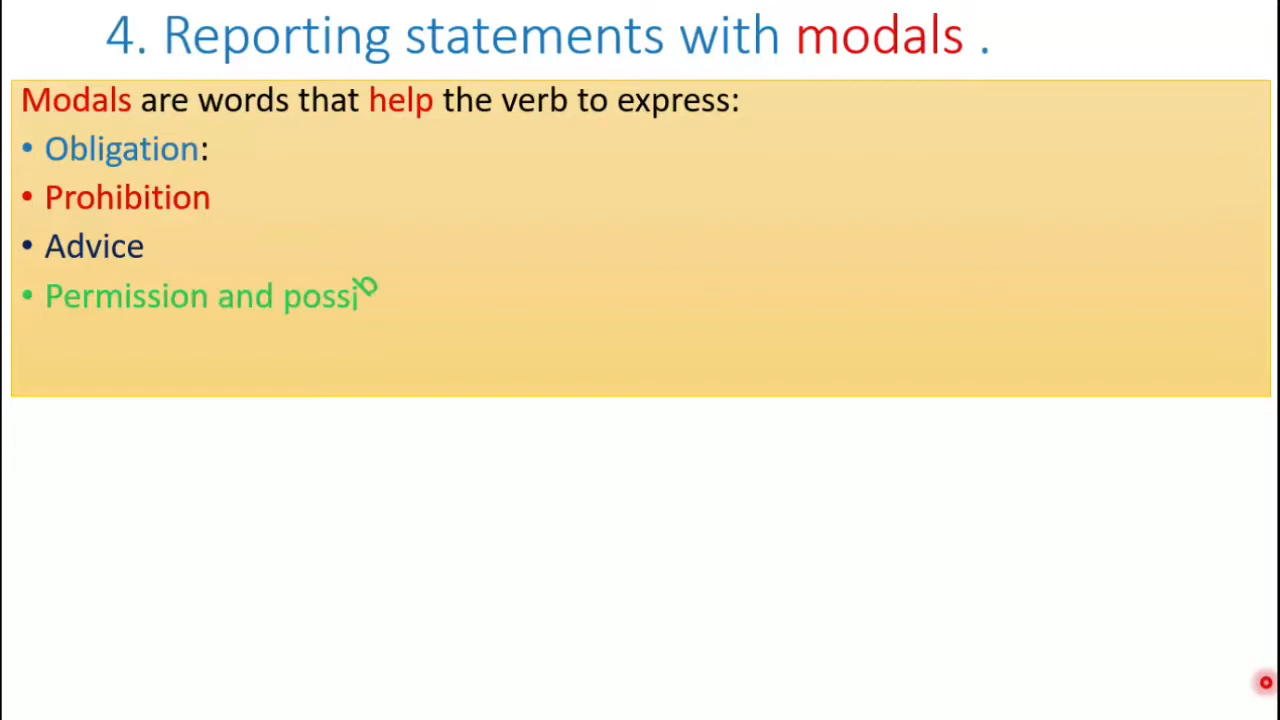 4. Reporting statements with modals .
Modals are words that help the verb to express:
• Obligation:
• Prohibition
• Advice
• Permission and possib